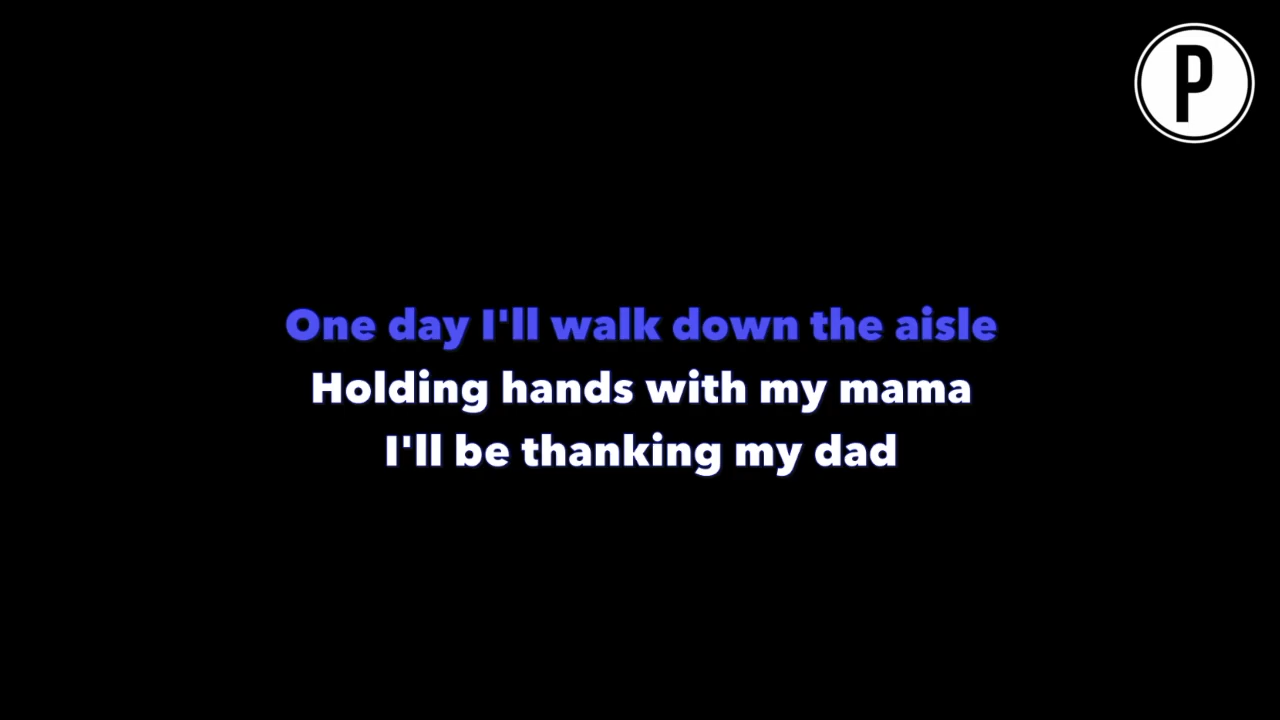 P
One day I'll walk down the aisle
Holding hands with my mama
I'll be thanking my dad